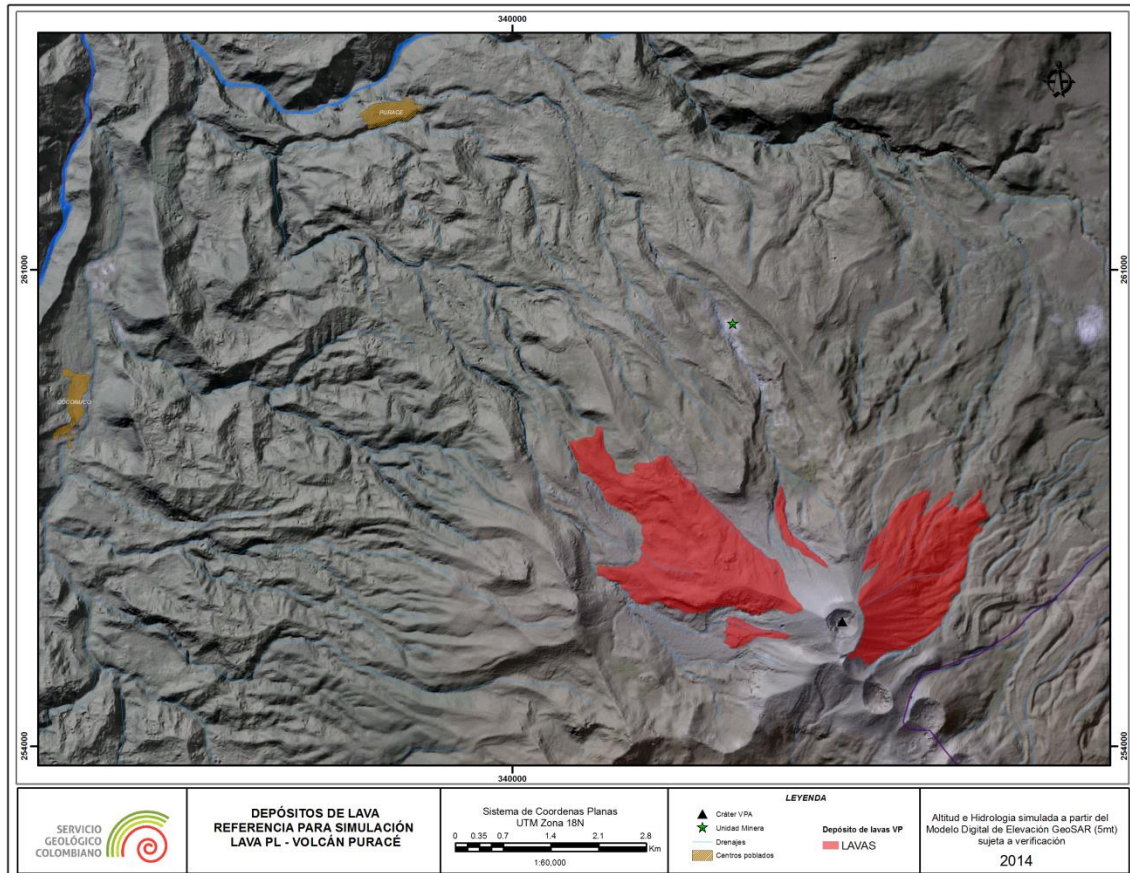 340000
PURACÉ
261000
261000
COCONUCO
254000
254000
340000
SERVICIO
GEOLÓGICO
COLOMBIANO
DEPÓSITOS DE LAVA
REFERENCIA PARA SIMULACIÓN
LAVA PL - VOLCÁN PURACÉ
Sistema de Coordenas Planas
UTM Zona 18N
0 0.35 0.7 1.4 2.1 2.8
Km
1:60,000
LEYENDA
Cráter VPA
Unidad Minera
Drenajes
Centros poblados
Depósito de lavas VP
LAVAS
Altitud e Hidrologia simulada a partir del
Modelo Digital de Elevación GeoSAR (5mt)
sujeta a verificación
2014